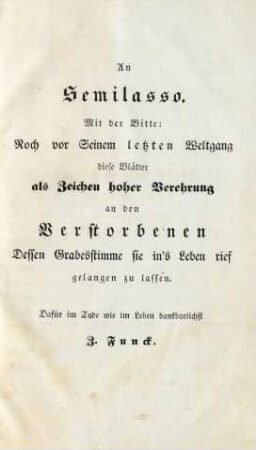 An
Semilasso.
Mit der Bitte:
Noch vor Seinem letzten Weltgang
diese Blätter
als Zeichen hoher Verehrung
an den
Verstorbenen
Dessen Grabesstimme sie in's Leben rief
gelangen zu lassen.
Dafür im Tode wie im Leben dankbarlichst
Z. Funck.